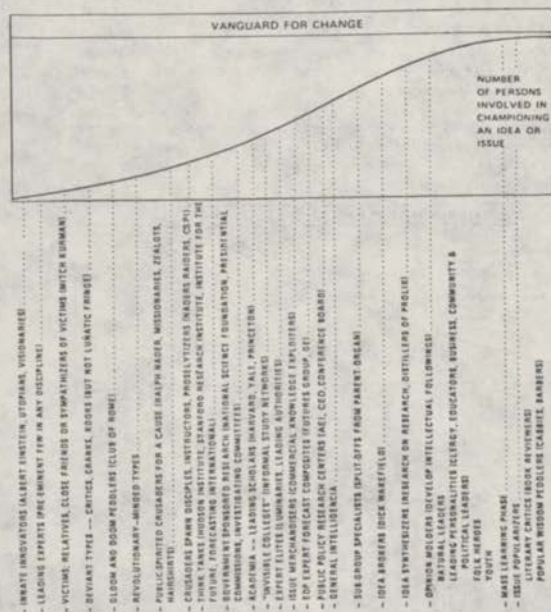 VANGUARD FOR CHANGE
NUMBER
OF PERSONS
INVOLVED IN
CHAMPIONING
AN IDEA OR
ISSUE
- INNATE INNOVATORS (ALBERT EINSTEIN, UTOPIANS, VISIONARIES)
- LEADING EXPERTS (PRE-EMINENT FEW IN ANY DISCIPLINE)
- VICTIMS RELATIVES, CLOSE FRIENDS OR SYMPATHIZERS OF VICTIMS (MITCH KURMAN)
- DEVIANT TYPES -- CRITICS, CRANKS, KOOKS (BUT NOT LUNATIC FRINGE)
- GLOOM AND DOOM PEDDLERS (CLUB OF ROME)
- REVOLUTIONARY-MINDED TYPES
- PUBLIC-SPIRITED CRUSADERS FOR A CAUSE (RALPH NADER, MISSIONARIES, ZEALOTS,
HAIRSHIRTS)
- CRUSADERS SPAWN DISCIPLES, INSTRUCTORS, PROSELYTIZERS (NADERS RAIDERS, CSPI)
- THINK TANKS (HUDSON INSTITUTE, STANFORD RESEARCH INSTITUTE, INSTITUTE FOR THE
FUTURE, FORECASTING INTERNATIONAL)
- GOVERNMENT SPONSORED RESEARCH (NATIONAL SCIENCE FOUNDATION, PRESIDENTIAL
COMMISSIONS, INVESTIGATING COMMITTEES)
- ACADEMIA -- LEADING SCHOLARS (HARVARD, YALE, PRINCETON)
- "INVISIBLE COLLEGES" (INFORMAL STUDY NETWORKS)
- EXPERT ELITES (LUMINARIES, LEADING AUTHORITIES)
- ISSUE MERCHANDISERS (COMMERCIAL KNOWLEDGE EXPLOITERS)
- EDP EXPERT FORECAST COMPOSITES (FUTURES GROUP, GE)
- PUBLIC POLICY RESEARCH CENTERS (AEI, CED, CONFERENCE BOARD)
- GENERAL INTELLIGENCIA
- SUB-GROUP SPECIALISTS (SPLIT-OFFS FROM PARENT ORGAN)
- IDEA BROKERS (DICK WAKEFIELD)
- IDEA SYNTHESIZERS (RESEARCH ON RESEARCH, DISTILLERS OF PROLIX)
- OPINION MOLDERS (DEVELOP INTELLECTUAL FOLLOWINGS)
NATURAL LEADERS
LEADING PERSONALITIES (CLERGY, EDUCATORS, BUSINESS, COMMUNITY &
POLITICAL LEADERS)
FOLK HEROES
YOUTH
- MASS LEARNING PHASE
- ISSUE POPULARIZERS
LITERARY CRITICS (BOOK REVIEWERS)
POPULAR WISDOM PEDDLERS (CABBIES, BARBERS)